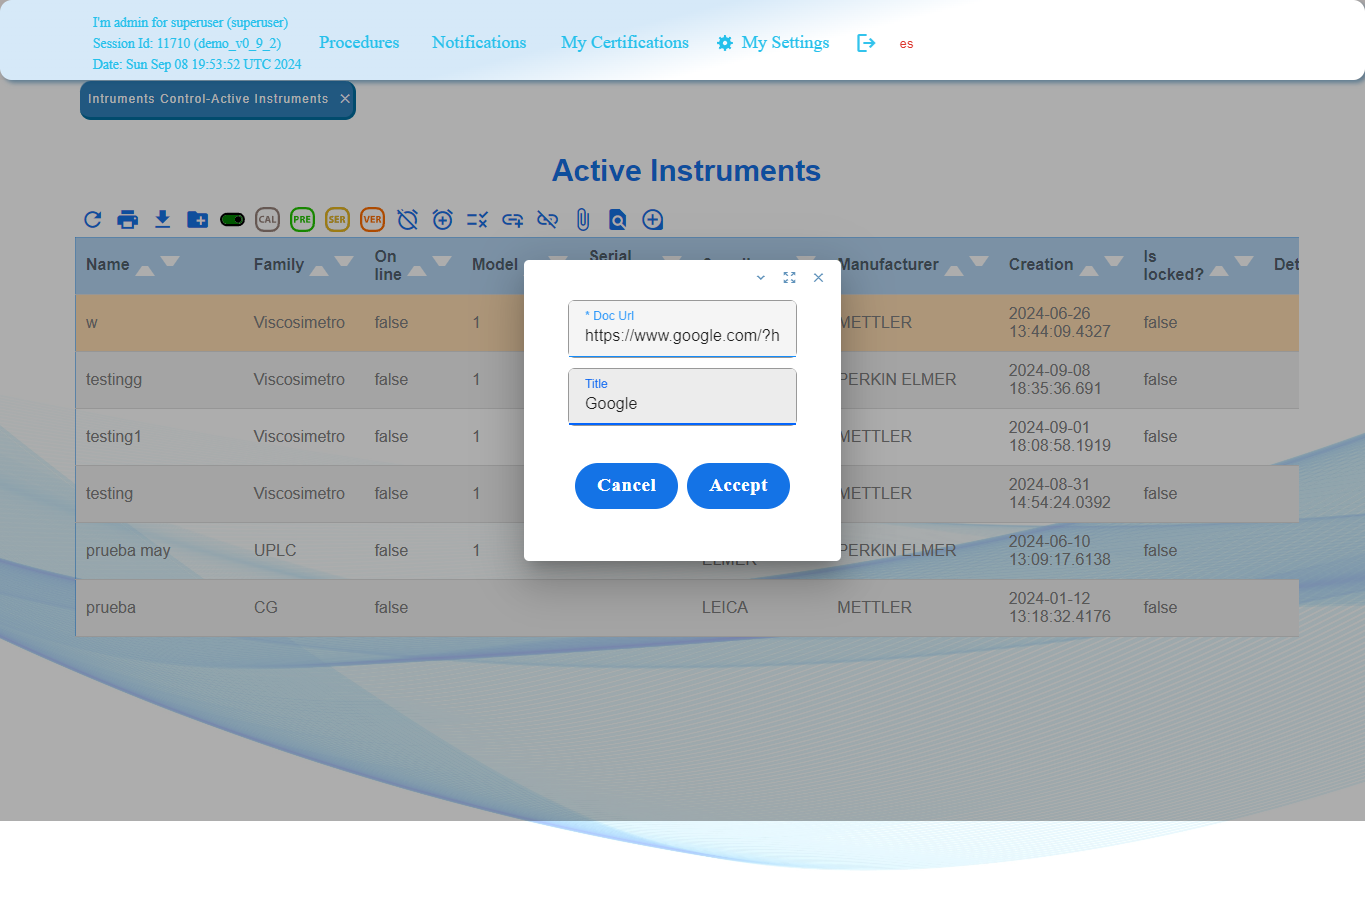 I'm admin for superuser (superuser)
Session Id: 11710 (demo_v0_9_2)
Date: Sun Sep 08 19:53:52 UTC 2024
Procedures
Notifications
My Certifications
My Settings
es
Intruments Control-Active Instruments
Active Instruments
CAL
PRE
SER
VER
Name
Family
On line
Model
Serial
Manufacturer
Creation
Is locked?
Det
w
Viscosimetro
false
1
METTLER
2024-06-26 13:44:09.4327
false
testingg
Viscosimetro
false
1
PERKIN ELMER
2024-09-08 18:35:36.691
false
testing1
Viscosimetro
false
1
METTLER
2024-09-01 18:08:58.1919
false
testing
Viscosimetro
false
1
METTLER
2024-08-31 14:54:24.0392
false
prueba may
UPLC
false
1
ELMER
PERKIN ELMER
2024-06-10 13:09:17.6138
false
prueba
CG
false
LEICA
METTLER
2024-01-12 13:18:32.4176
false
* Doc Url
https://www.google.com/?h
Title
Google
Cancel
Accept